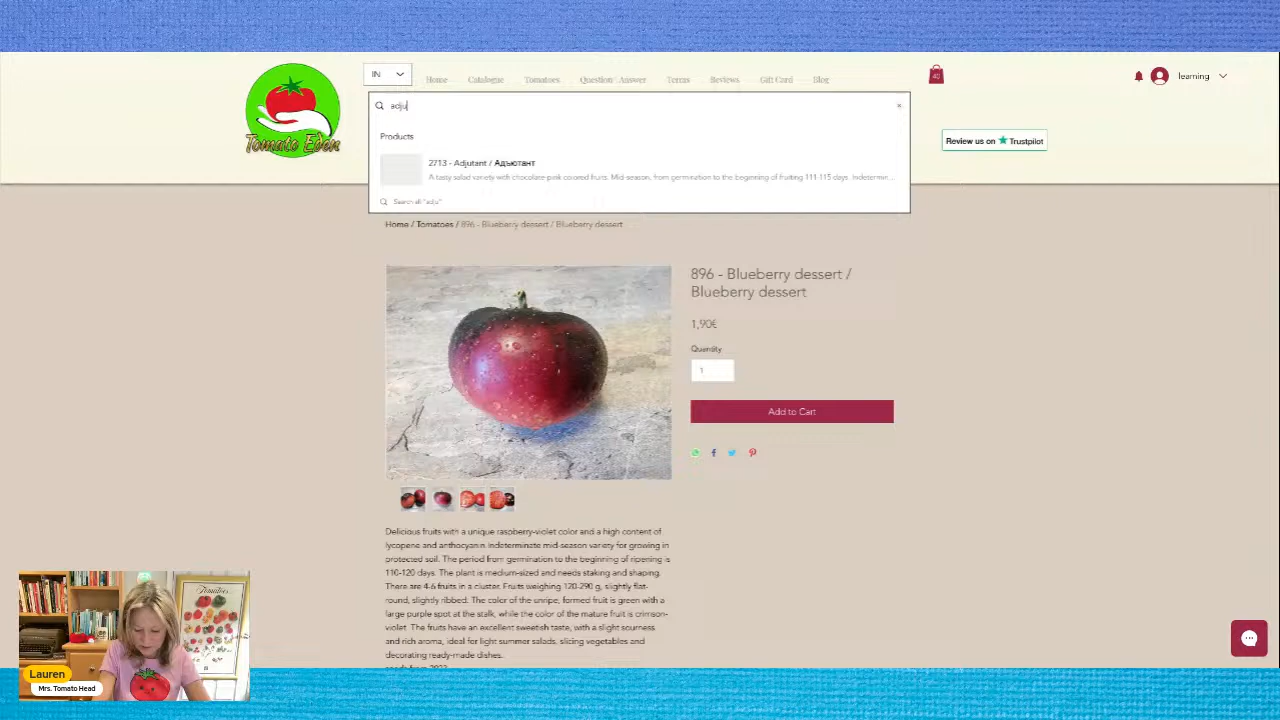 IN
Home Catalogue Tomatoes Question - Answer Terms Reviews Gift Card Blog
40
learning
Tomato Eden
adju
×
Products
2713 - Adjutant / Адъютант
A tasty salad variety with chocolate-pink colored fruits. Mid-season, from germination to the beginning of fruiting 111-115 days. Indetermin...
Search all "adju"
Review us on Trustpilot
Home / Tomatoes / 896 - Blueberry dessert / Blueberry dessert
896 - Blueberry dessert /
Blueberry dessert
1,90€
Quantity
1
Add to Cart
Delicious fruits with a unique raspberry-violet color and a high content of
lycopene and anthocyanin.Indeterminate mid-season variety for growing in
protected soil. The period from germination to the beginning of ripening is
110-120 days. The plant is medium-sized and needs staking and shaping.
There are 4-6 fruits in a cluster. Fruits weighing 120-290 g, slightly flat-
round, slightly ribbed. The color of the unripe, formed fruit is green with a
large purple spot at the stalk, while the color of the mature fruit is crimson-
violet. The fruits have an excellent sweetish taste, with a slight sourness
and rich aroma, ideal for light summer salads, slicing vegetables and
decorating ready-made dishes.
Tomatoes
Lauren
Mrs. Tomato Head